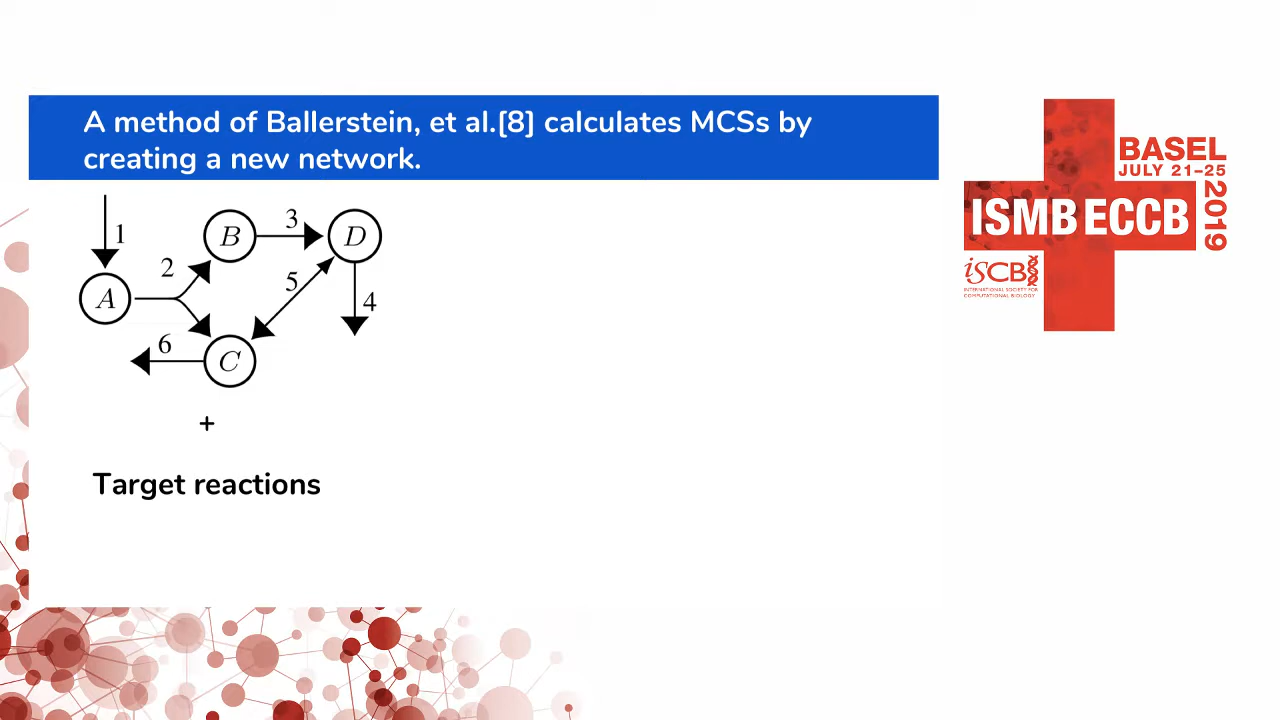 A method of Ballerstein, et al.[8] calculates MCSs by
creating a new network.
1
B
3
D
2
5
A
4
6
C
+
Target reactions
BASEL
JULY 21–25
2019
ISMB ECCB
iSCB
INTERNATIONAL SOCIETY FOR
COMPUTATIONAL BIOLOGY